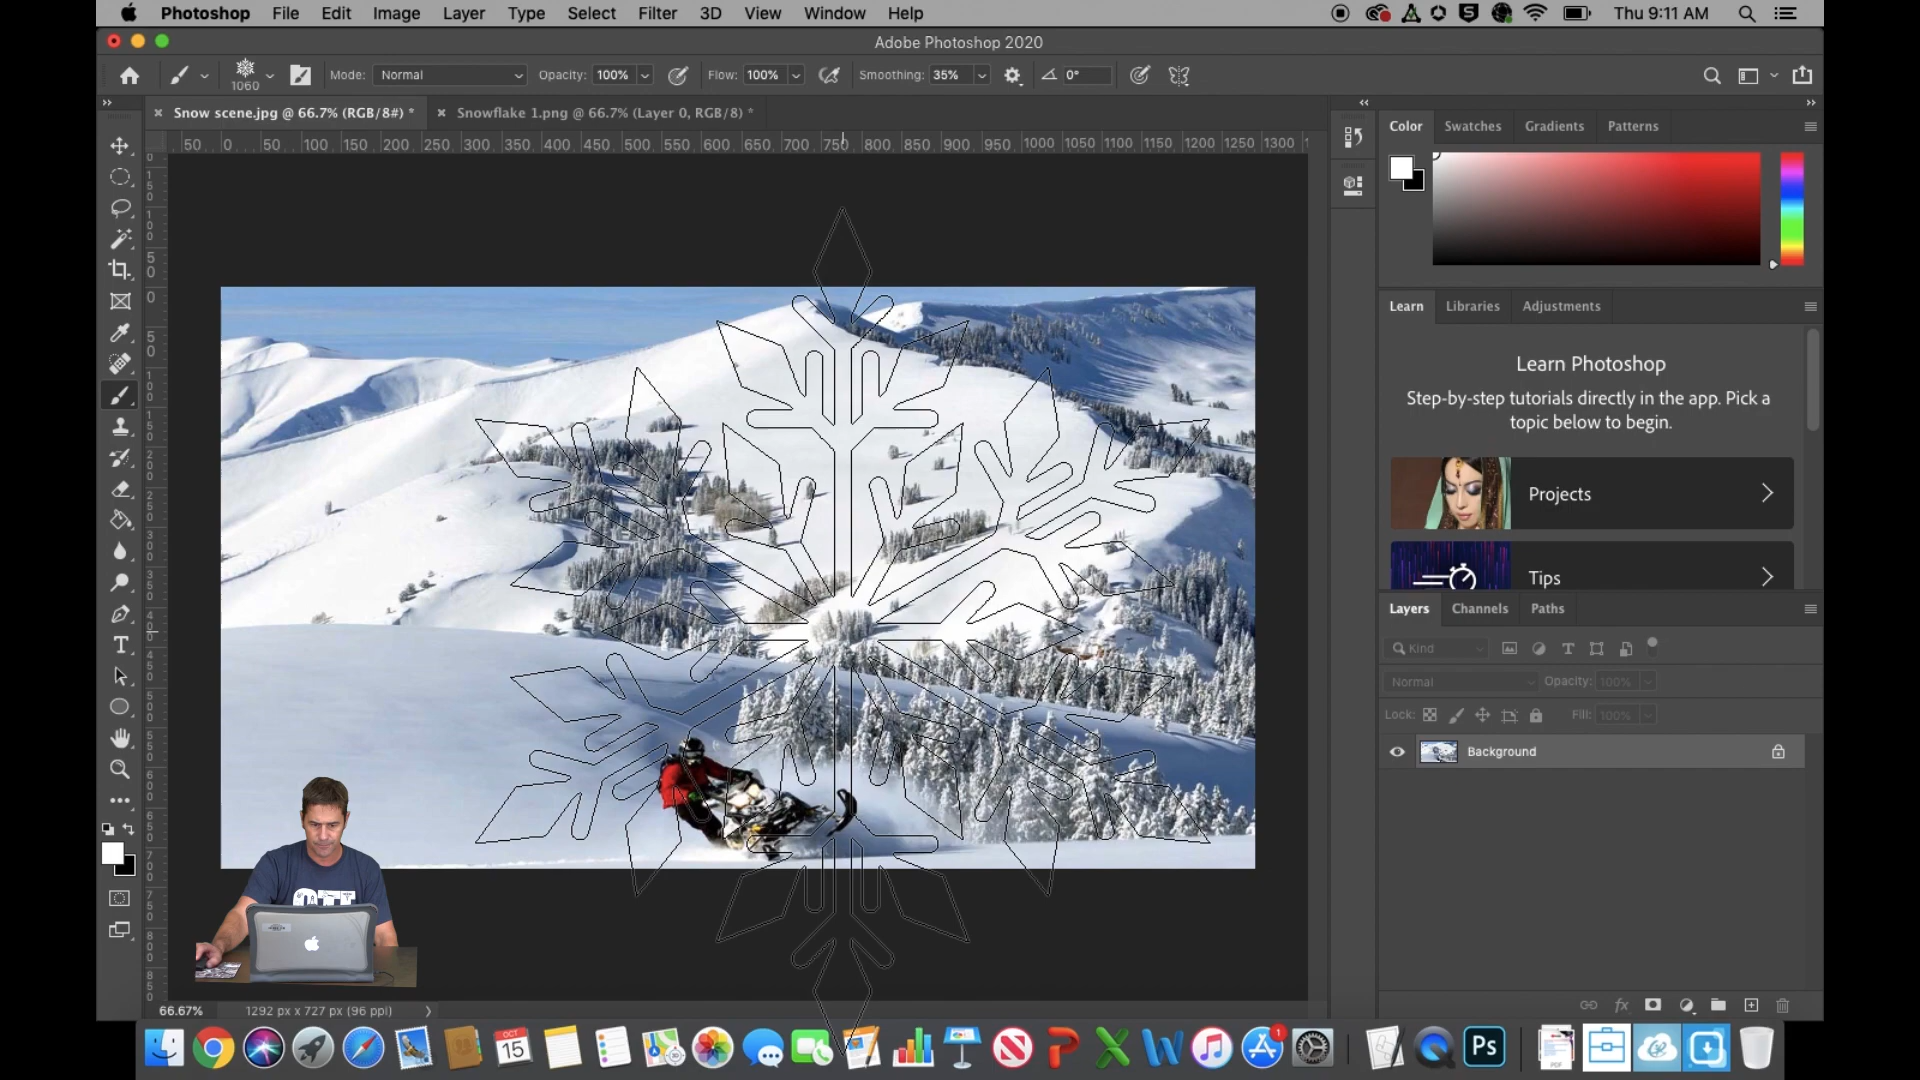 Photoshop File Edit Image Layer Type Select Filter 3D View Window Help Thu 9:11 AM
Adobe Photoshop 2020
1060 Mode: Normal Opacity: 100% Flow: 100% Smoothing: 35% 0°
Snow scene.jpg @ 66.7% (RGB/8#) * Snowflake 1.png @ 66.7% (Layer 0, RGB/8) *
50 0 50 100 150 200 250 300 350 400 450 500 550 600 650 700 750 800 850 900 950 1000 1050 1100 1150 1200 1250 1300
Color Swatches Gradients Patterns
Learn Libraries Adjustments
Learn Photoshop
Step-by-step tutorials directly in the app. Pick a
topic below to begin.
Projects
Tips
Layers Channels Paths
Kind
Normal Opacity: 100%
Lock: Fill: 100%
Background
66.67% 1292 px x 727 px (96 ppi)
OCT
15
1
Ps
PDF